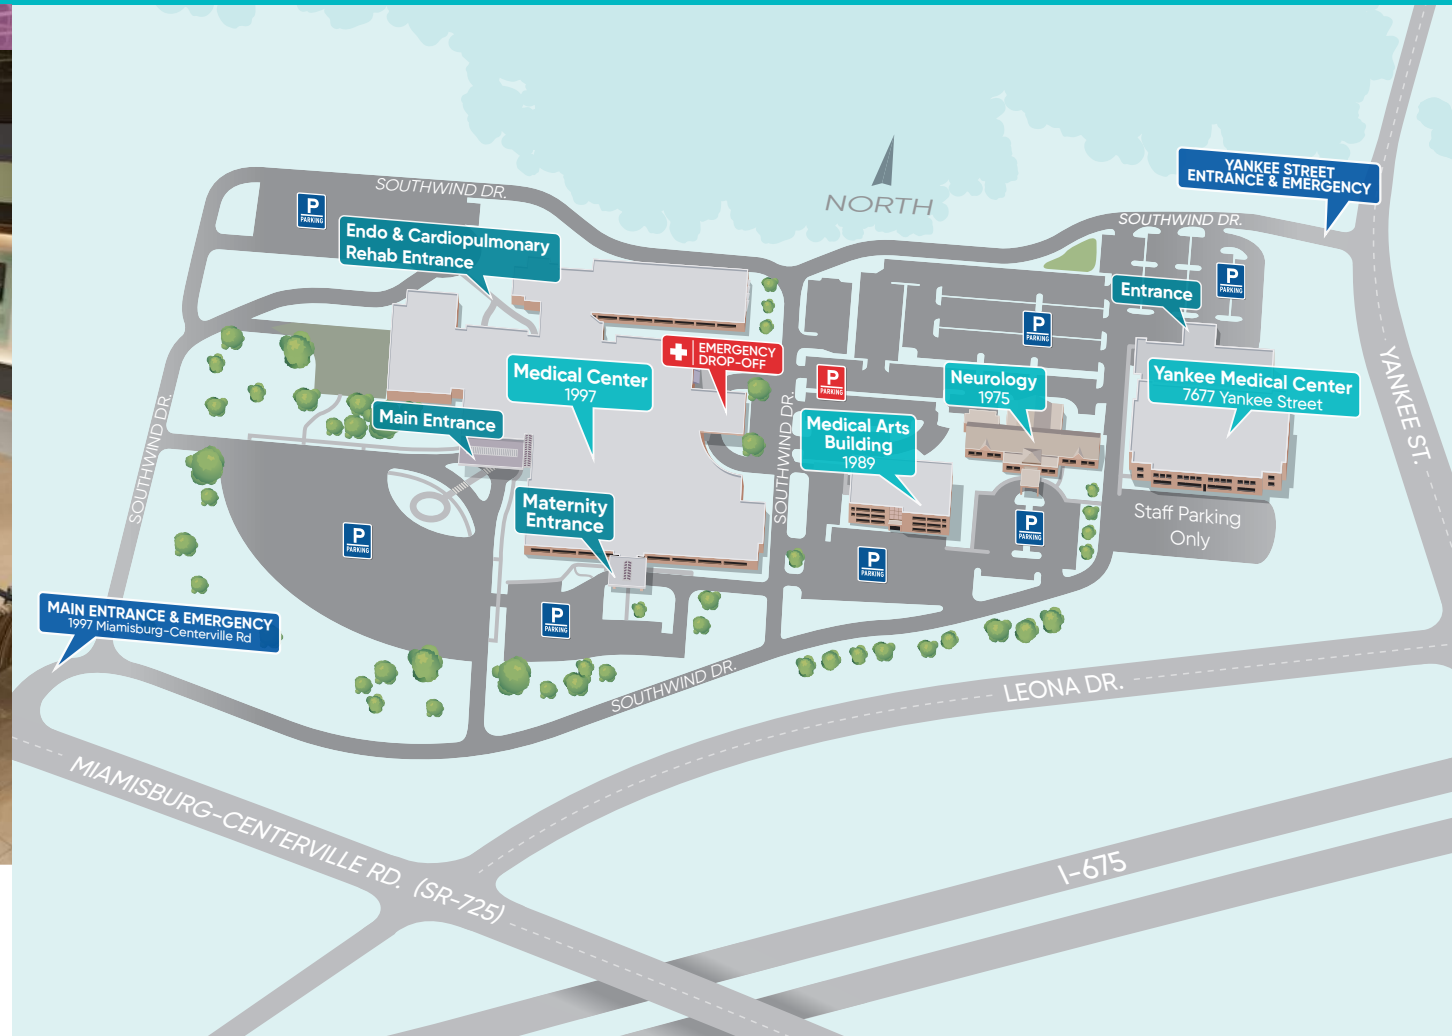 SOUTHWIND DR.
P
PARKING
NORTH
YANKEE STREET
ENTRANCE & EMERGENCY
SOUTHWIND DR.
Endo & Cardiopulmonary
Rehab Entrance
P
PARKING
Entrance
P
PARKING
EMERGENCY
DROP-OFF
Medical Center
1997
P
PARKING
Neurology
1975
Yankee Medical Center
7677 Yankee Street
YANKEE ST.
Main Entrance
Medical Arts
Building
1989
SOUTHWIND DR.
SOUTHWIND DR.
Maternity
Entrance
P
PARKING
P
PARKING
Staff Parking
Only
P
PARKING
MAIN ENTRANCE & EMERGENCY
1997 Miamisburg-Centerville Rd
P
PARKING
SOUTHWIND DR.
LEONA DR.
MIAMISBURG-CENTERVILLE RD. (SR-725)
I-675